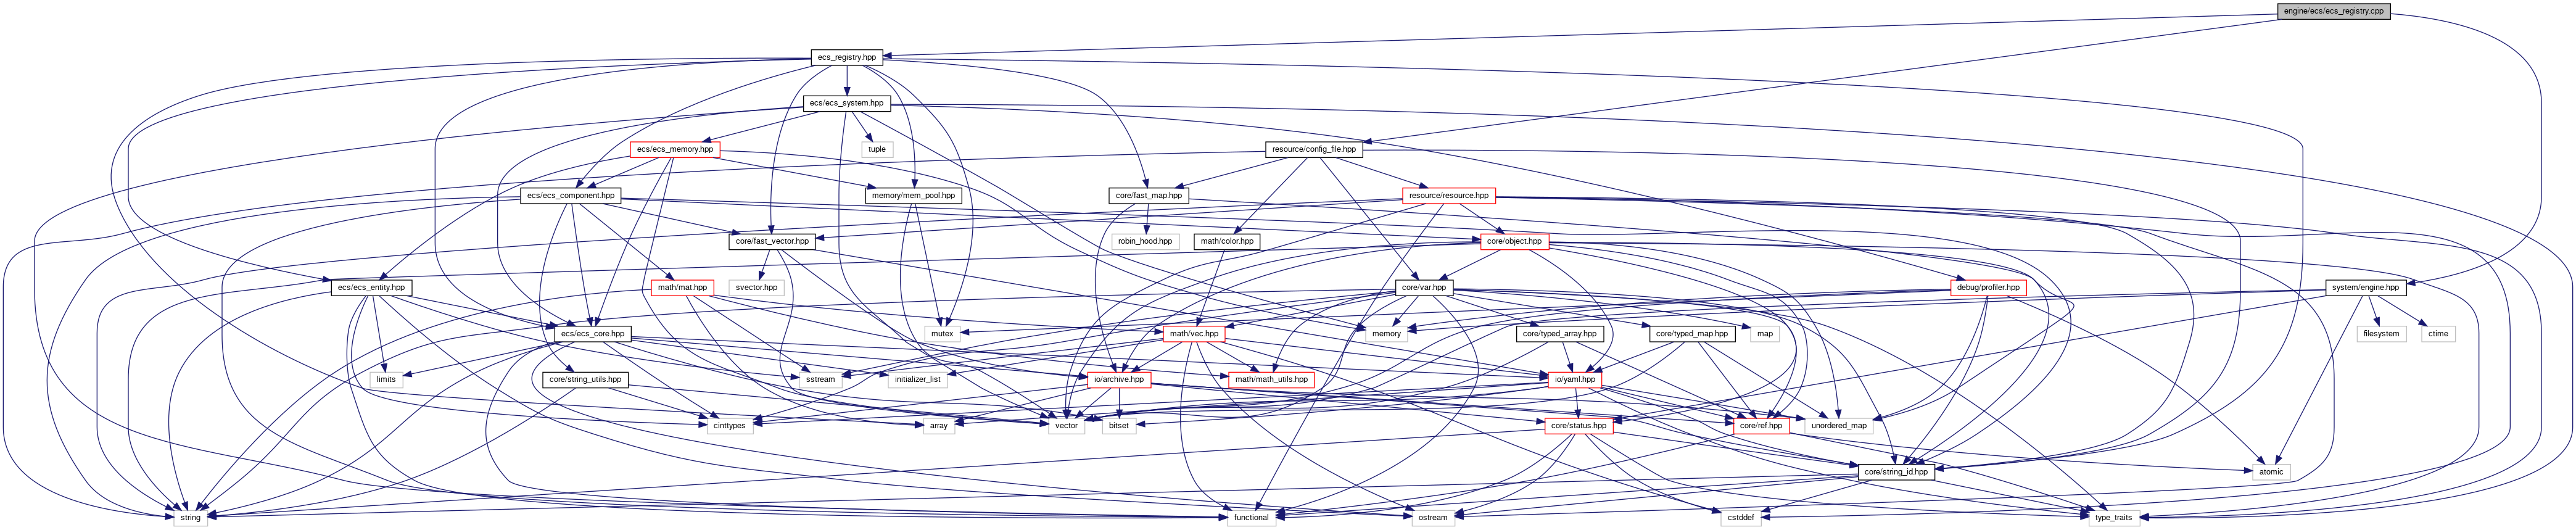 engine/ecs/ecs_registry.cpp
ecs_registry.hpp
ecs/ecs_system.hpp
ecs/ecs_memory.hpp
tuple
resource/config_file.hpp
ecs/ecs_component.hpp
memory/mem_pool.hpp
core/fast_map.hpp
resource/resource.hpp
core/fast_vector.hpp
robin_hood.hpp
math/color.hpp
core/object.hpp
ecs/ecs_entity.hpp
math/mat.hpp
svector.hpp
core/var.hpp
debug/profiler.hpp
system/engine.hpp
ecs/ecs_core.hpp
mutex
math/vec.hpp
memory
core/typed_array.hpp
core/typed_map.hpp
map
filesystem
ctime
limits
core/string_utils.hpp
sstream
initializer_list
io/archive.hpp
math/math_utils.hpp
io/yaml.hpp
cinttypes
array
vector
bitset
core/status.hpp
core/ref.hpp
unordered_map
core/string_id.hpp
atomic
string
functional
ostream
cstddef
type_traits